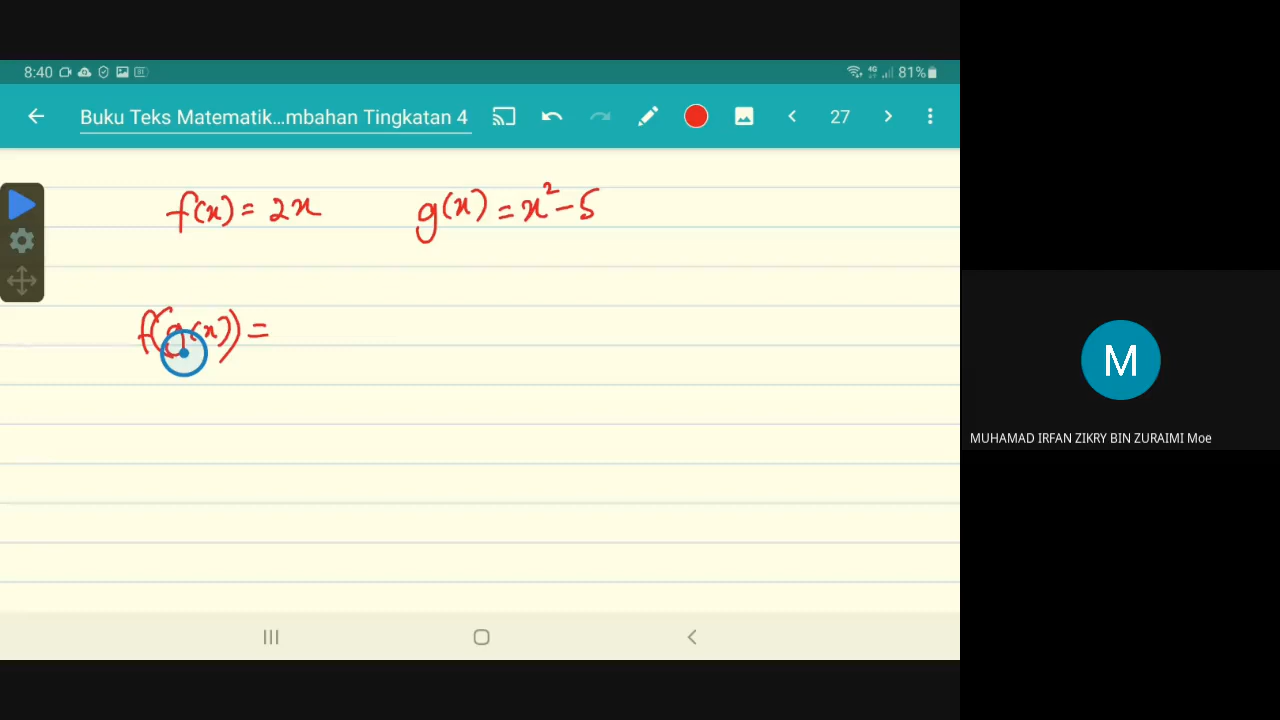 8:40 81%
Buku Teks Matematik...mbahan Tingkatan 4 27
f(x) = 2x g(x) = x² - 5
f(g(x)) =
M
MUHAMAD IRFAN ZIKRY BIN ZURAIMI Moe